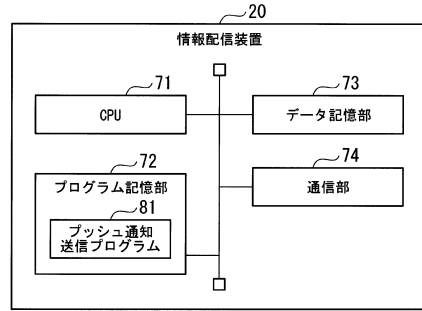 20
情報配信装置
71
CPU
73
データ記憶部
72
プログラム記憶部
81
プッシュ通知
送信プログラム
74
通信部